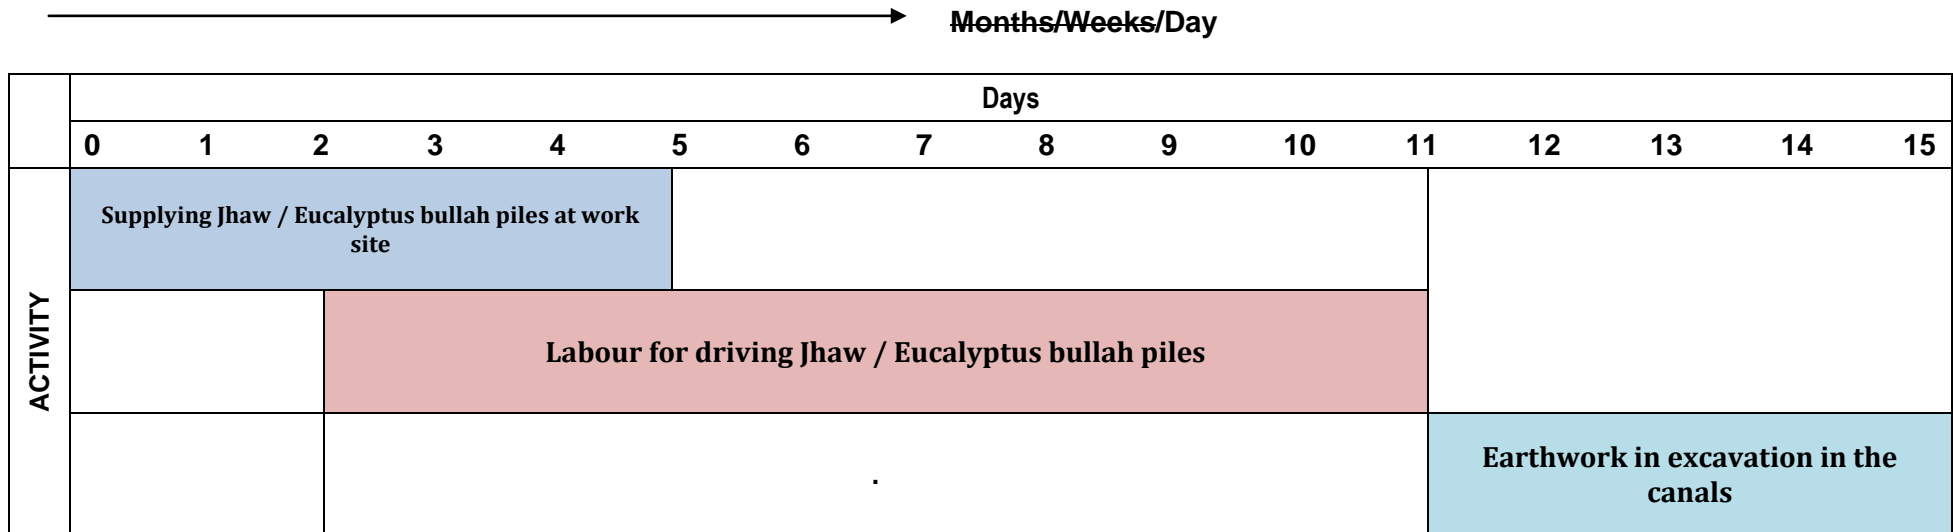 Months/Weeks/Day
Days
0 1 2 3 4 5 6 7 8 9 10 11 12 13 14 15
ACTIVITY
Supplying Jhaw / Eucalyptus bullah piles at work
site
Labour for driving Jhaw / Eucalyptus bullah piles
.
Earthwork in excavation in the
canals